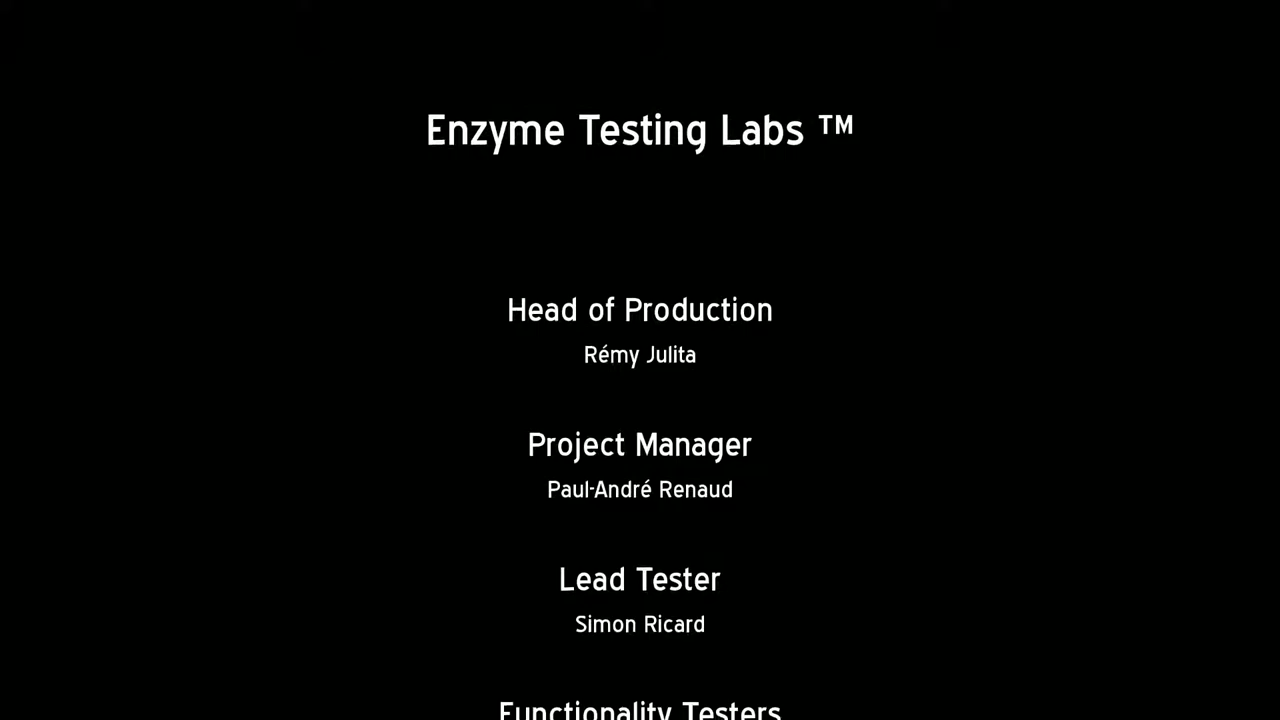 Enzyme Testing Labs ™
Head of Production
Rémy Julita
Project Manager
Paul-André Renaud
Lead Tester
Simon Ricard
Functionality Testers